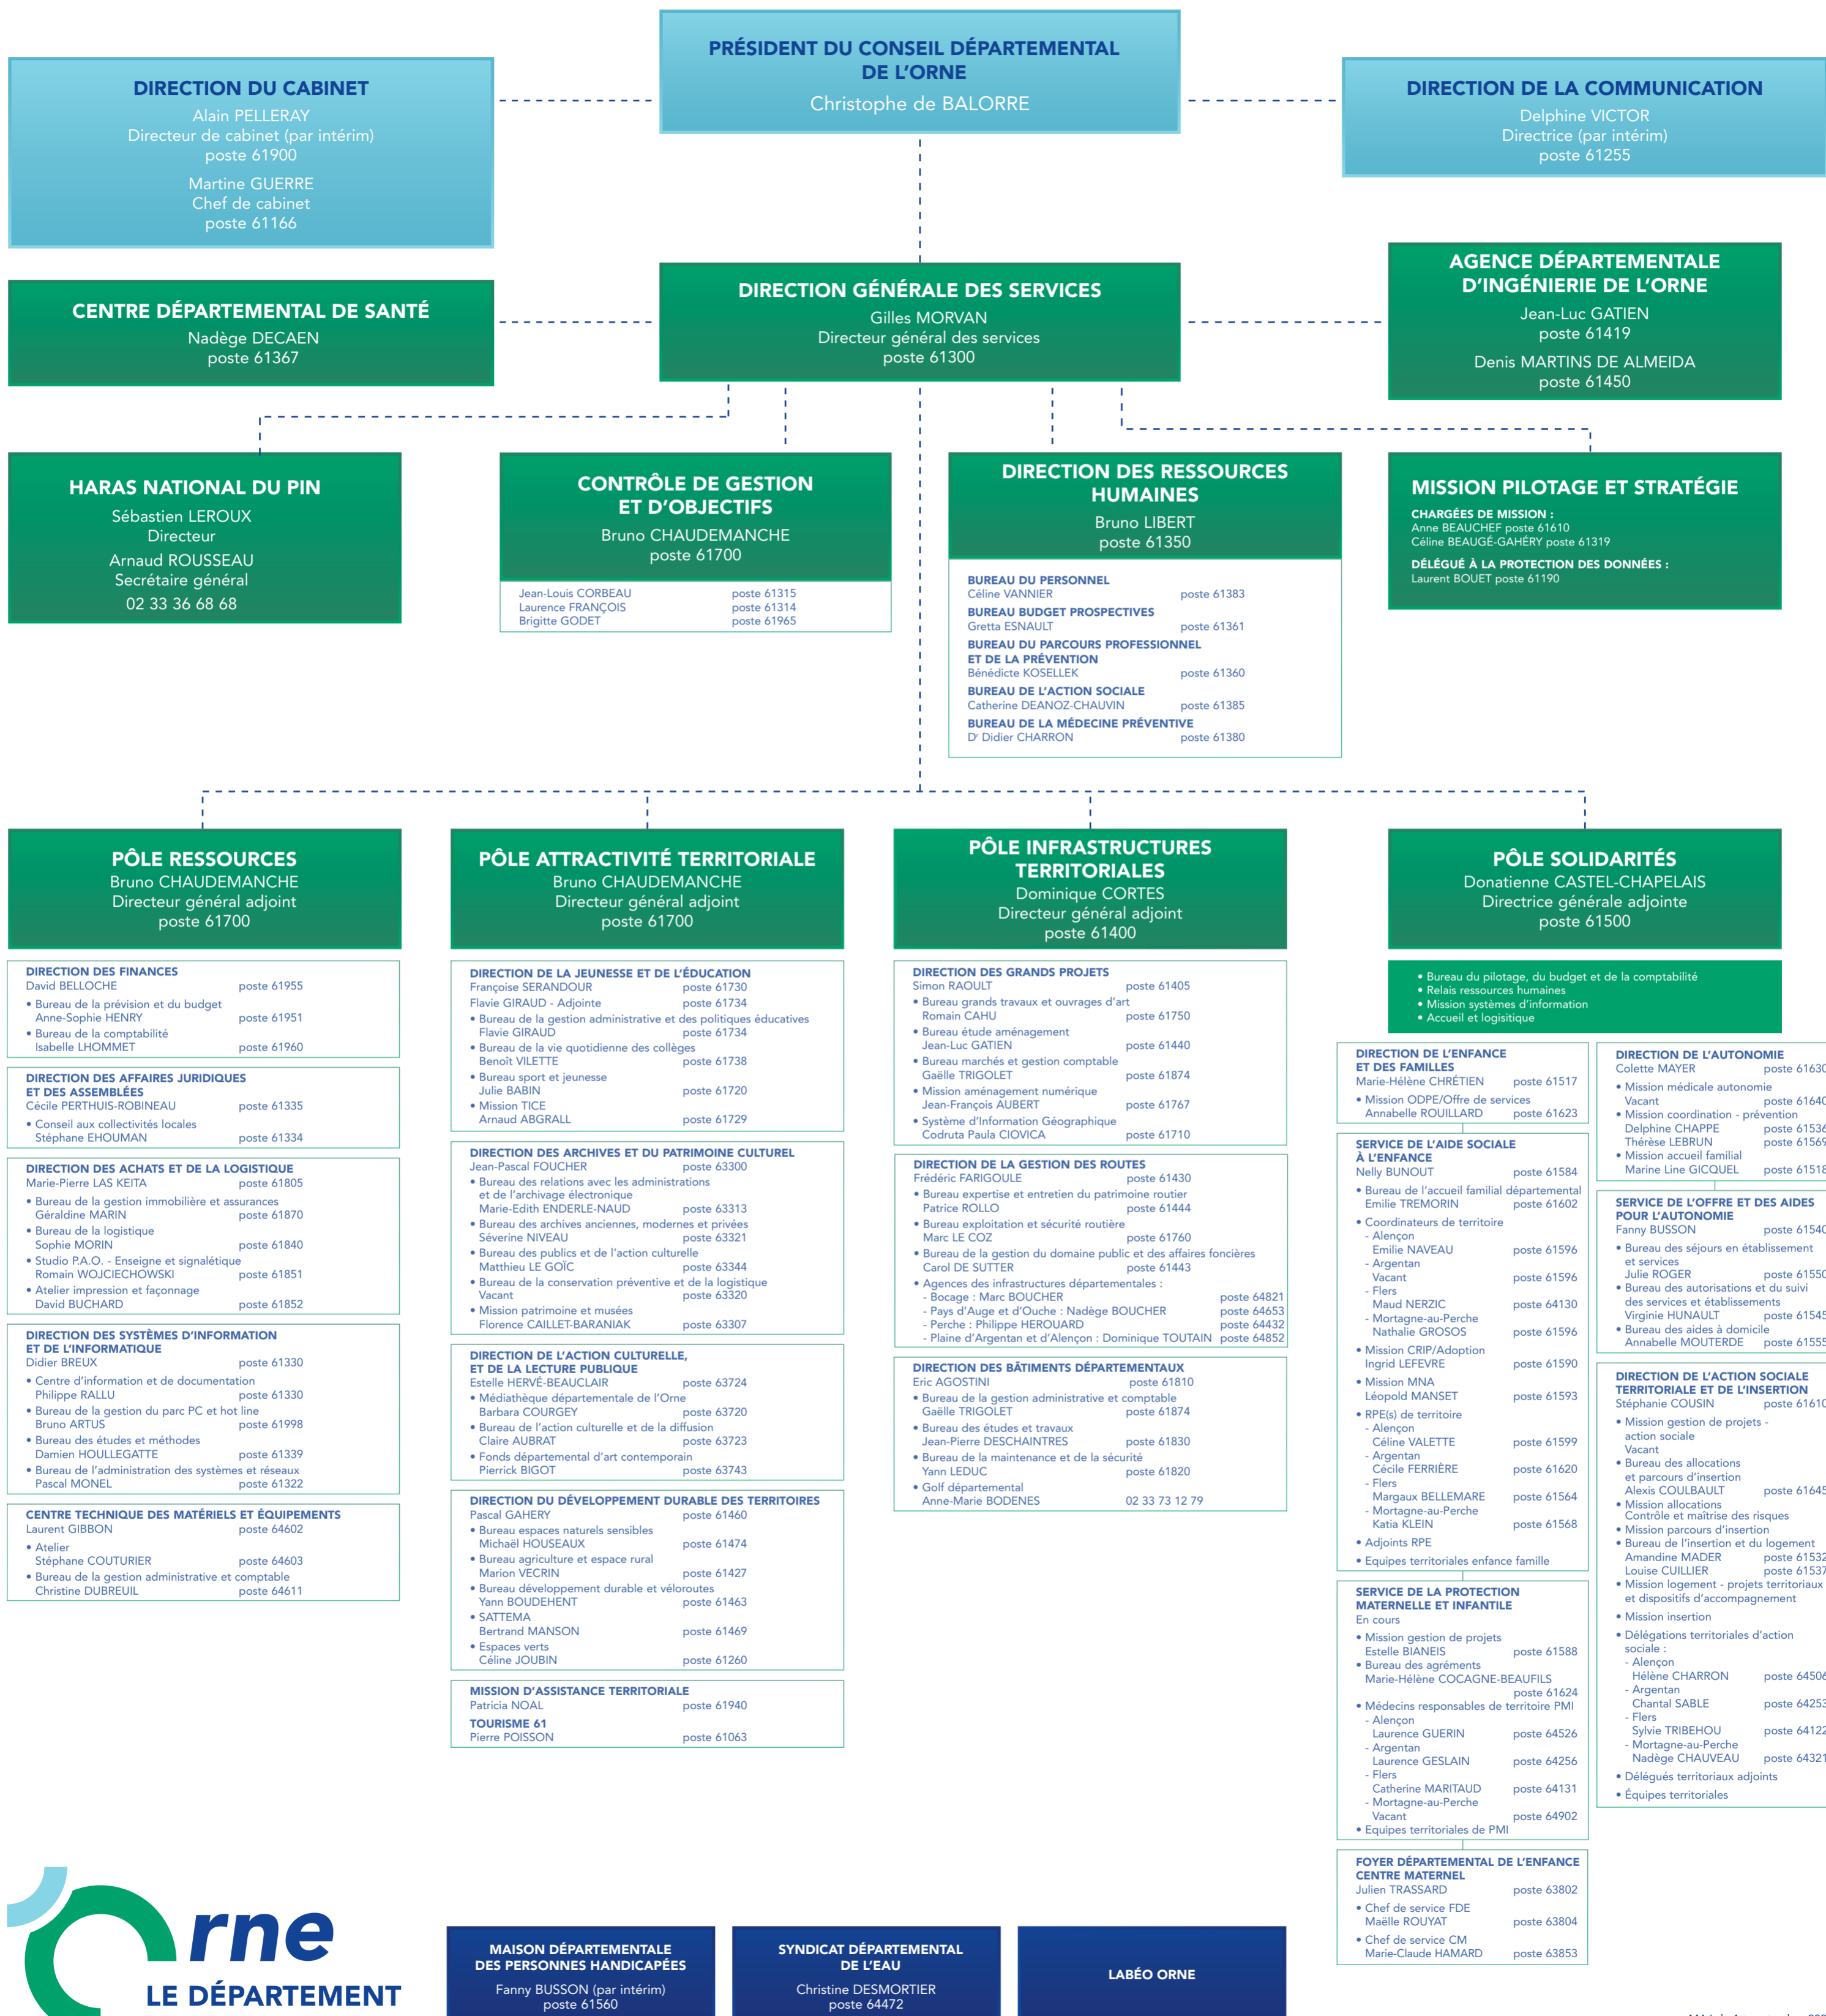 PRÉSIDENT DU CONSEIL DÉPARTEMENTAL
DE L'ORNE
Christophe de BALORRE
DIRECTION DU CABINET
Alain PELLERAY
Directeur de cabinet (par intérim)
poste 61900
Martine GUERRE
Chef de cabinet
poste 61166
DIRECTION DE LA COMMUNICATION
Delphine VICTOR
Directrice (par intérim)
poste 61255
CENTRE DÉPARTEMENTAL DE SANTÉ
Nadège DECAEN
poste 61367
DIRECTION GÉNÉRALE DES SERVICES
Gilles MORVAN
Directeur général des services
poste 61300
AGENCE DÉPARTEMENTALE
D'INGÉNIERIE DE L'ORNE
Jean-Luc GATIEN
poste 61419
Denis MARTINS DE ALMEIDA
poste 61450
HARAS NATIONAL DU PIN
Sébastien LEROUX
Directeur
Arnaud ROUSSEAU
Secrétaire général
02 33 36 68 68
CONTRÔLE DE GESTION
ET D'OBJECTIFS
Bruno CHAUDEMANCHE
poste 61700
Jean-Louis CORBEAU poste 61315
Laurence FRANÇOIS poste 61314
Brigitte GODET poste 61965
DIRECTION DES RESSOURCES
HUMAINES
Bruno LIBERT
poste 61350
BUREAU DU PERSONNEL
Céline VANNIER poste 61383
BUREAU BUDGET PROSPECTIVES
Gretta ESNAULT poste 61361
BUREAU DU PARCOURS PROFESSIONNEL
ET DE LA PRÉVENTION
Bénédicte KOSELLEK poste 61360
BUREAU DE L'ACTION SOCIALE
Catherine DEANOZ-CHAUVIN poste 61385
BUREAU DE LA MÉDECINE PRÉVENTIVE
Dr Didier CHARRON poste 61380
MISSION PILOTAGE ET STRATÉGIE
CHARGÉES DE MISSION :
Anne BEAUCHEF poste 61610
Céline BEAUGÉ-GAHÉRY poste 61319
DÉLÉGUÉ À LA PROTECTION DES DONNÉES :
Laurent BOUET poste 61190
PÔLE RESSOURCES
Bruno CHAUDEMANCHE
Directeur général adjoint
poste 61700
DIRECTION DES FINANCES
David BELLOCHE poste 61955
• Bureau de la prévision et du budget
Anne-Sophie HENRY poste 61951
• Bureau de la comptabilité
Isabelle LHOMMET poste 61960
DIRECTION DES AFFAIRES JURIDIQUES
ET DES ASSEMBLÉES
Cécile PERTHUIS-ROBINEAU poste 61335
• Conseil aux collectivités locales
Stéphane EHOUMAN poste 61334
DIRECTION DES ACHATS ET DE LA LOGISTIQUE
Marie-Pierre LAS KEITA poste 61805
• Bureau de la gestion immobilière et assurances
Géraldine MARIN poste 61870
• Bureau de la logistique
Sophie MORIN poste 61840
• Studio P.A.O. - Enseigne et signalétique
Romain WOJCIECHOWSKI poste 61851
• Atelier impression et façonnage
David BUCHARD poste 61852
DIRECTION DES SYSTÈMES D'INFORMATION
ET DE L'INFORMATIQUE
Didier BREUX poste 61330
• Centre d'information et de documentation
Philippe RALLU poste 61330
• Bureau de la gestion du parc PC et hot line
Bruno ARTUS poste 61998
• Bureau des études et méthodes
Damien HOULLEGATTE poste 61339
• Bureau de l'administration des systèmes et réseaux
Pascal MONEL poste 61322
CENTRE TECHNIQUE DES MATÉRIELS ET ÉQUIPEMENTS
Laurent GIBBON poste 64602
• Atelier
Stéphane COUTURIER poste 64603
• Bureau de la gestion administrative et comptable
Christine DUBREUIL poste 64611
PÔLE ATTRACTIVITÉ TERRITORIALE
Bruno CHAUDEMANCHE
Directeur général adjoint
poste 61700
DIRECTION DE LA JEUNESSE ET DE L'ÉDUCATION
Françoise SERANDOUR poste 61730
Flavie GIRAUD - Adjointe poste 61734
• Bureau de la gestion administrative et des politiques éducatives
Flavie GIRAUD poste 61734
• Bureau de la vie quotidienne des collèges
Benoît VILETTE poste 61738
• Bureau sport et jeunesse
Julie BABIN poste 61720
• Mission TICE
Arnaud ABGRALL poste 61729
DIRECTION DES ARCHIVES ET DU PATRIMOINE CULTUREL
Jean-Pascal FOUCHER poste 63300
• Bureau des relations avec les administrations
et de l'archivage électronique
Marie-Edith ENDERLE-NAUD poste 63313
• Bureau des archives anciennes, modernes et privées
Séverine NIVEAU poste 63321
• Bureau des publics et de l'action culturelle
Matthieu LE GOÏC poste 63344
• Bureau de la conservation préventive et de la logistique
Vacant poste 63320
• Mission patrimoine et musées
Florence CAILLET-BARANIAK poste 63307
DIRECTION DE L'ACTION CULTURELLE,
ET DE LA LECTURE PUBLIQUE
Estelle HERVÉ-BEAUCLAIR poste 63724
• Médiathèque départementale de l'Orne
Barbara COURGEY poste 63720
• Bureau de l'action culturelle et de la diffusion
Claire AUBRAT poste 63723
• Fonds départemental d'art contemporain
Pierrick BIGOT poste 63743
DIRECTION DU DÉVELOPPEMENT DURABLE DES TERRITOIRES
Pascal GAHERY poste 61460
• Bureau espaces naturels sensibles
Michaël HOUSEAUX poste 61474
• Bureau agriculture et espace rural
Marion VECRIN poste 61427
• Bureau développement durable et véloroutes
Yann BOUDEHENT poste 61463
• SATTEMA
Bertrand MANSON poste 61469
• Espaces verts
Céline JOUBIN poste 61260
MISSION D'ASSISTANCE TERRITORIALE
Patricia NOAL poste 61940
TOURISME 61
Pierre POISSON poste 61063
PÔLE INFRASTRUCTURES
TERRITORIALES
Dominique CORTES
Directeur général adjoint
poste 61400
DIRECTION DES GRANDS PROJETS
Simon RAOULT poste 61405
• Bureau grands travaux et ouvrages d'art
Romain CAHU poste 61750
• Bureau étude aménagement
Jean-Luc GATIEN poste 61440
• Bureau marchés et gestion comptable
Gaëlle TRIGOLET poste 61874
• Mission aménagement numérique
Jean-François AUBERT poste 61767
• Système d'Information Géographique
Codruta Paula CIOVICA poste 61710
DIRECTION DE LA GESTION DES ROUTES
Frédéric FARIGOULE poste 61430
• Bureau expertise et entretien du patrimoine routier
Patrice ROLLO poste 61444
• Bureau exploitation et sécurité routière
Marc LE COZ poste 61760
• Bureau de la gestion du domaine public et des affaires foncières
Carol DE SUTTER poste 61443
• Agences des infrastructures départementales :
- Bocage : Marc BOUCHER poste 64821
- Pays d'Auge et d'Ouche : Nadège BOUCHER poste 64653
- Perche : Philippe HEROUARD poste 64432
- Plaine d'Argentan et d'Alençon : Dominique TOUTAIN poste 64852
DIRECTION DES BÂTIMENTS DÉPARTEMENTAUX
Eric AGOSTINI poste 61810
• Bureau de la gestion administrative et comptable
Gaëlle TRIGOLET poste 61874
• Bureau des études et travaux
Jean-Pierre DESCHAINTRES poste 61830
• Bureau de la maintenance et de la sécurité
Yann LEDUC poste 61820
• Golf départemental
Anne-Marie BODENES 02 33 73 12 79
PÔLE SOLIDARITÉS
Donatienne CASTEL-CHAPELAIS
Directrice générale adjointe
poste 61500
• Bureau du pilotage, du budget et de la comptabilité
• Relais ressources humaines
• Mission systèmes d'information
• Accueil et logisitique
DIRECTION DE L'ENFANCE
ET DES FAMILLES
Marie-Hélène CHRÉTIEN poste 61517
• Mission ODPE/Offre de services
Annabelle ROUILLARD poste 61623
SERVICE DE L'AIDE SOCIALE
À L'ENFANCE
Nelly BUNOUT poste 61584
• Bureau de l'accueil familial départemental
Emilie TREMORIN poste 61602
• Coordinateurs de territoire
- Alençon
Emilie NAVEAU poste 61596
- Argentan
Vacant poste 61596
- Flers
Maud NERZIC poste 64130
- Mortagne-au-Perche
Nathalie GROSOS poste 61596
• Mission CRIP/Adoption
Ingrid LEFEVRE poste 61590
• Mission MNA
Léopold MANSET poste 61593
• RPE(s) de territoire
- Alençon
Céline VALETTE poste 61599
- Argentan
Cécile FERRIÈRE poste 61620
- Flers
Margaux BELLEMARE poste 61564
- Mortagne-au-Perche
Katia KLEIN poste 61568
• Adjoints RPE
• Equipes territoriales enfance famille
SERVICE DE LA PROTECTION
MATERNELLE ET INFANTILE
En cours
• Mission gestion de projets
Estelle BIANEIS poste 61588
• Bureau des agréments
Marie-Hélène COCAGNE-BEAUFILS
poste 61624
• Médecins responsables de territoire PMI
- Alençon
Laurence GUERIN poste 64526
- Argentan
Laurence GESLAIN poste 64256
- Flers
Catherine MARITAUD poste 64131
- Mortagne-au-Perche
Vacant poste 64902
• Equipes territoriales de PMI
FOYER DÉPARTEMENTAL DE L'ENFANCE
CENTRE MATERNEL
Julien TRASSARD poste 63802
• Chef de service FDE
Maëlle ROUYAT poste 63804
• Chef de service CM
Marie-Claude HAMARD poste 63853
DIRECTION DE L'AUTONOMIE
Colette MAYER poste 61630
• Mission médicale autonomie
Vacant poste 61640
• Mission coordination - prévention
Delphine CHAPPE poste 61536
Thérèse LEBRUN poste 61569
• Mission accueil familial
Marine Line GICQUEL poste 61518
SERVICE DE L'OFFRE ET DES AIDES
POUR L'AUTONOMIE
Fanny BUSSON poste 61540
• Bureau des séjours en établissement
et services
Julie ROGER poste 61550
• Bureau des autorisations et du suivi
des services et établissements
Virginie HUNAULT poste 61545
• Bureau des aides à domicile
Annabelle MOUTERDE poste 61555
DIRECTION DE L'ACTION SOCIALE
TERRITORIALE ET DE L'INSERTION
Stéphanie COUSIN poste 61610
• Mission gestion de projets -
action sociale
Vacant
• Bureau des allocations
et parcours d'insertion
Alexis COULBAULT poste 61645
• Mission allocations
Contrôle et maîtrise des risques
• Mission parcours d'insertion
• Bureau de l'insertion et du logement
Amandine MADER poste 61532
Louise CUILLIER poste 61537
• Mission logement - projets territoriaux
et dispositifs d'accompagnement
• Mission insertion
• Délégations territoriales d'action
sociale :
- Alençon
Hélène CHARRON poste 64506
- Argentan
Chantal SABLE poste 64253
- Flers
Sylvie TRIBEHOU poste 64122
- Mortagne-au-Perche
Nadège CHAUVEAU poste 64321
• Délégués territoriaux adjoints
• Équipes territoriales
Orne
LE DÉPARTEMENT
MAISON DÉPARTEMENTALE
DES PERSONNES HANDICAPÉES
Fanny BUSSON (par intérim)
poste 61560
SYNDICAT DÉPARTEMENTAL
DE L'EAU
Christine DESMORTIER
poste 64472
LABÉO ORNE